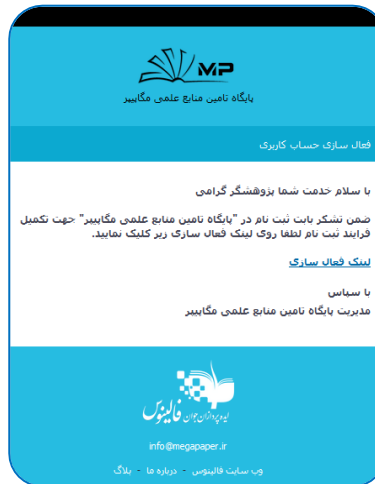 MP
پایگاه تامین منابع علمی مگاپیپر
فعال سازی حساب کاربری
با سلام خدمت شما پژوهشگر گرامی
ضمن تشکر بابت ثبت نام در "پایگاه تامین منابع علمی مگاپیپر" جهت تکمیل
فرایند ثبت نام لطفا روی لینک فعال سازی زیر کلیک نمایید.
لینک فعال سازی
با سپاس
مدیریت پایگاه تامین منابع علمی مگاپیپر
ایده پردازان جوان فالینوس
info@megapaper.ir
وب سایت فالینوس - درباره ما - بلاگ